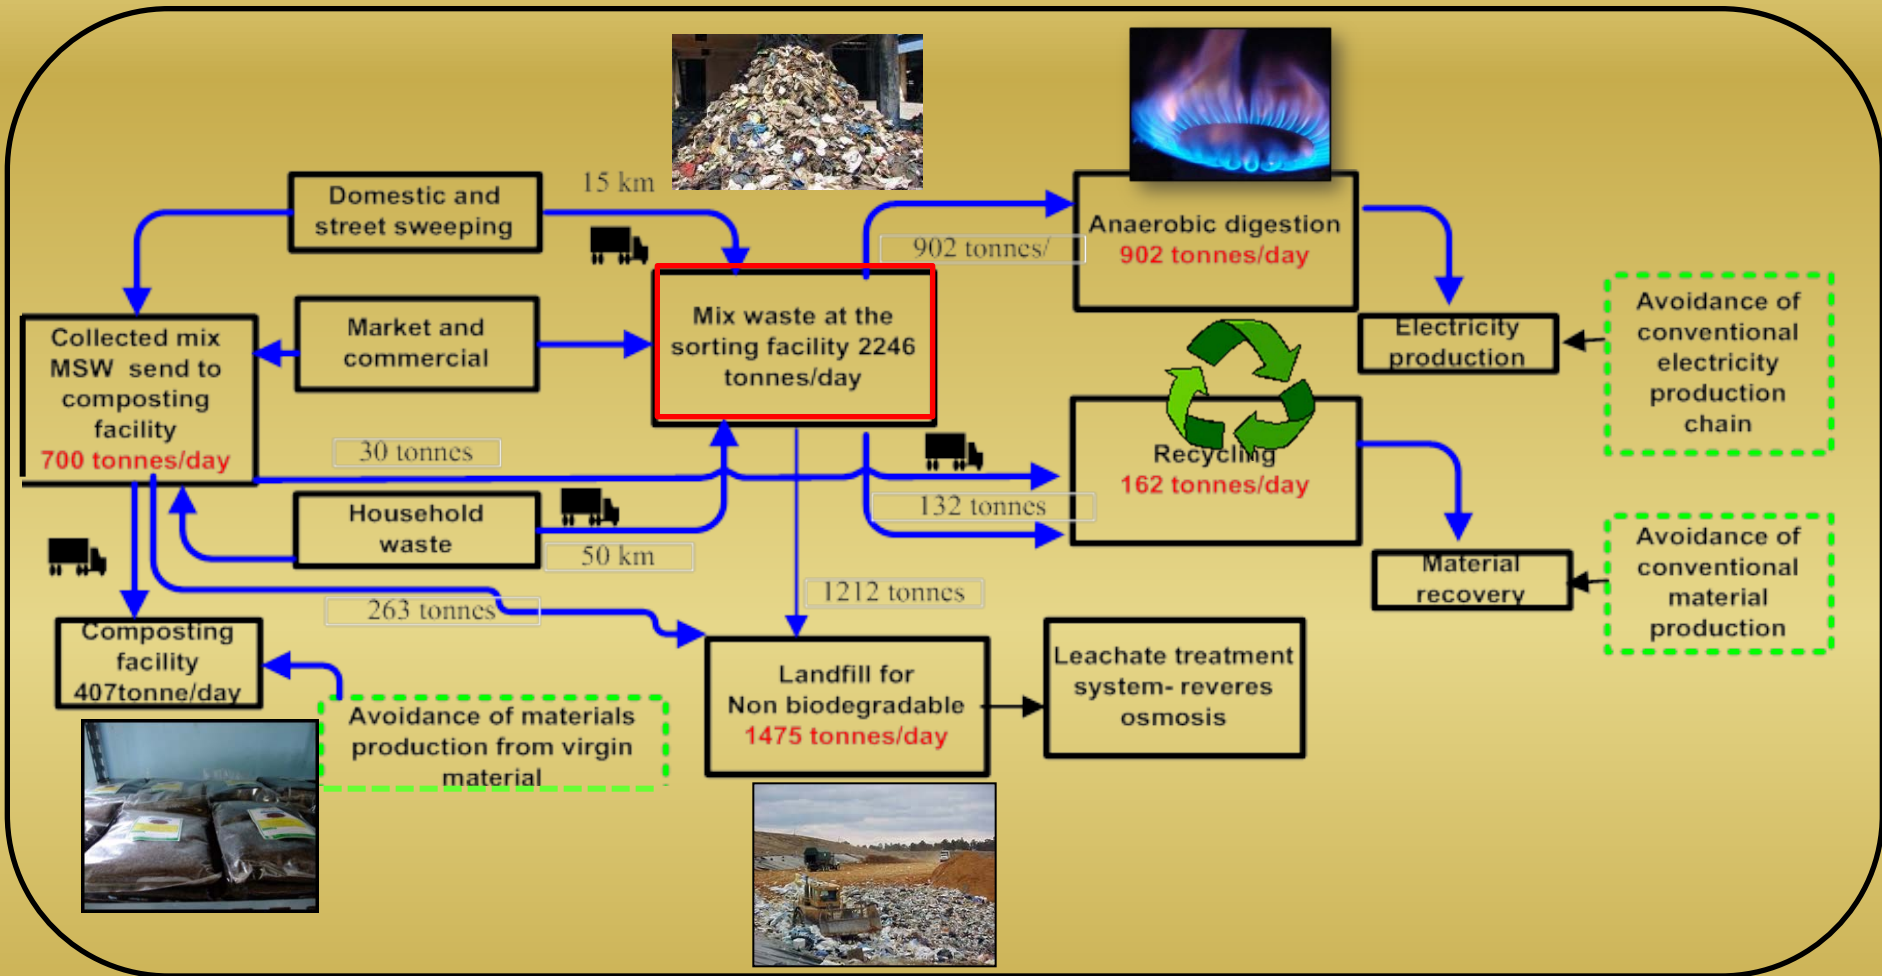 Domestic and
street sweeping
15 km
902 tonnes/
Anaerobic digestion
902 tonnes/day
Collected mix
MSW send to
composting
facility
700 tonnes/day
Market and
commercial
Mix waste at the
sorting facility 2246
tonnes/day
Electricity
production
Avoidance of
conventional
electricity
production
chain
30 tonnes
Recycling
162 tonnes/day
132 tonnes
Household
waste
50 km
Material
recovery
Avoidance of
conventional
material
production
263 tonnes
1212 tonnes
Composting
facility
407tonne/day
Avoidance of materials
production from virgin
material
Landfill for
Non biodegradable
1475 tonnes/day
Leachate treatment
system- reveres
osmosis